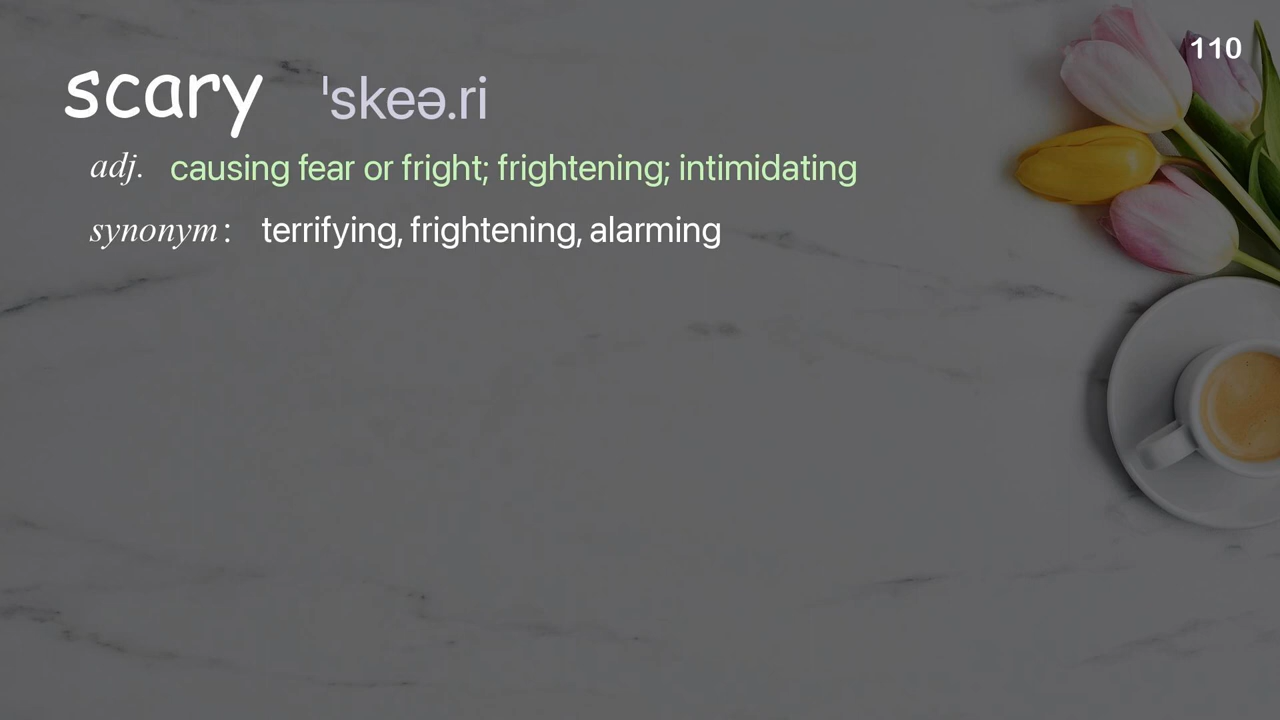 110
scary ˈskeə.ri
adj. causing fear or fright; frightening; intimidating
synonym: terrifying, frightening, alarming